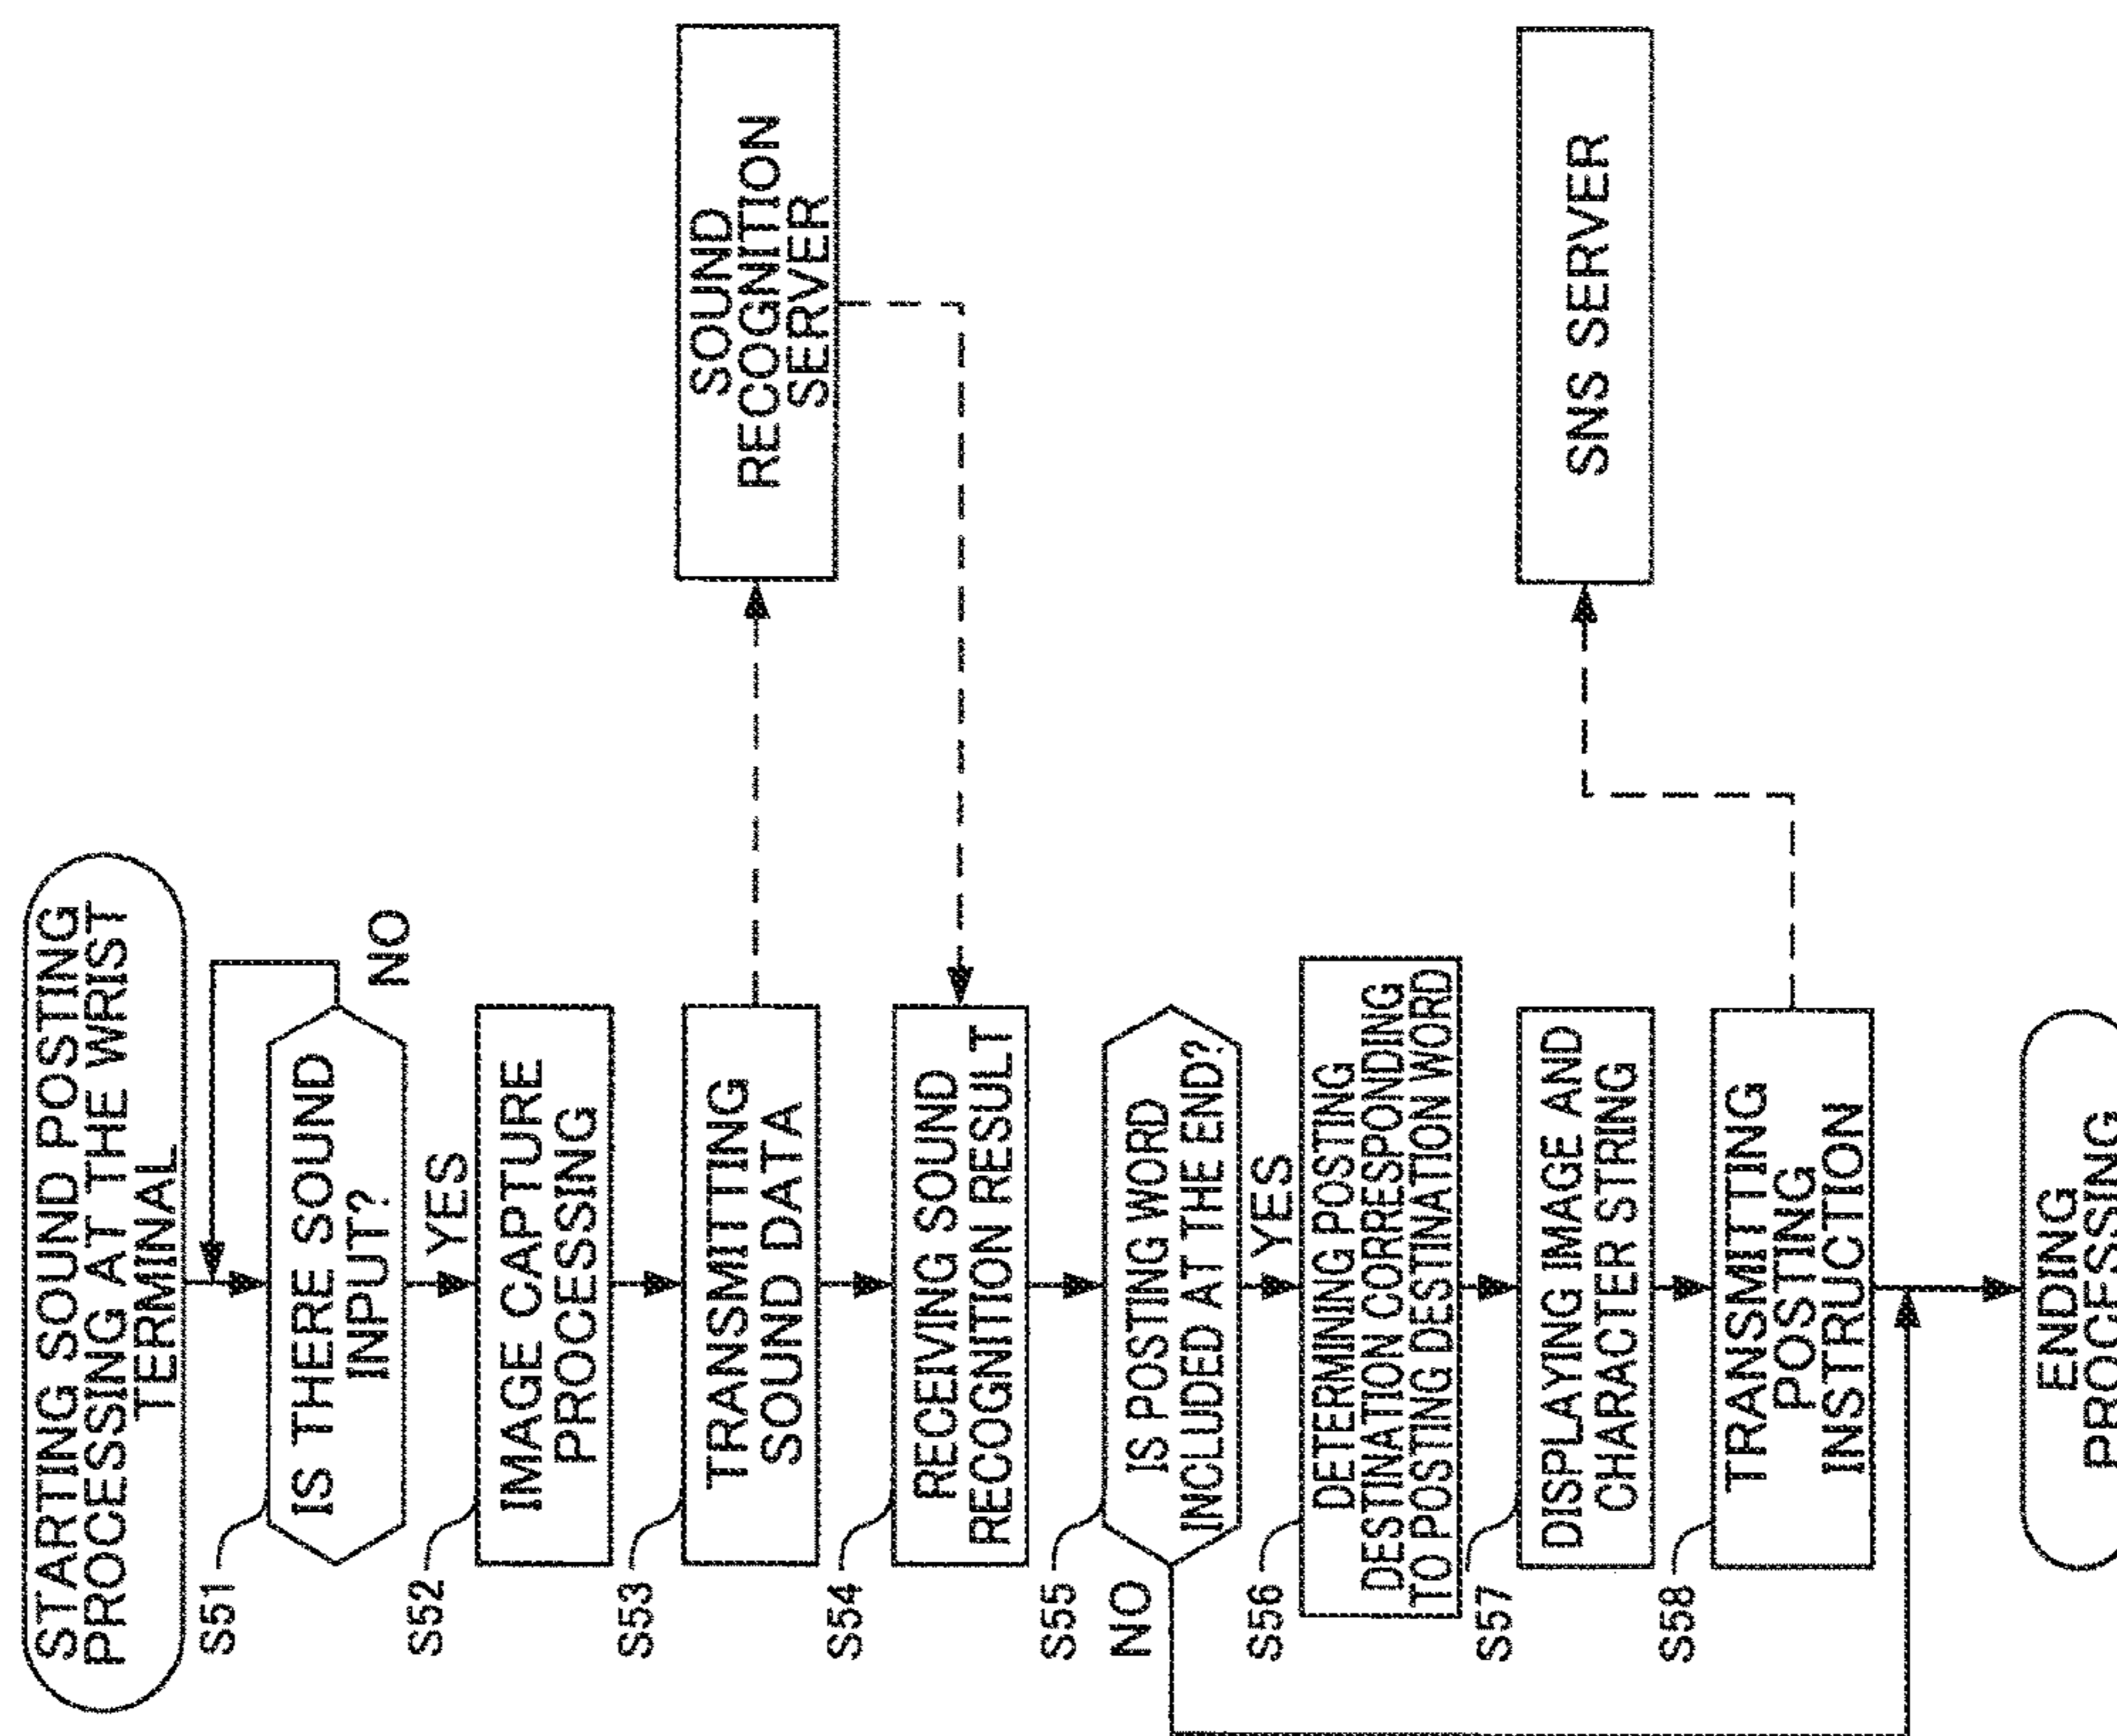 STARTING SOUND POSTING
PROCESSING AT THE WRIST
TERMINAL
S51
IS THERE SOUND
INPUT?
NO
YES
S52
IMAGE CAPTURE
PROCESSING
S53
TRANSMITTING
SOUND DATA
SOUND
RECOGNITION
SERVER
S54
RECEIVING SOUND
RECOGNITION RESULT
S55
IS POSTING WORD
INCLUDED AT THE END?
NO
YES
S56
DETERMINING POSTING
DESTINATION CORRESPONDING
TO POSTING DESTINATION WORD
S57
DISPLAYING IMAGE AND
CHARACTER STRING
SNS SERVER
S58
TRANSMITTING
POSTING
INSTRUCTION
ENDING
PROCESSING